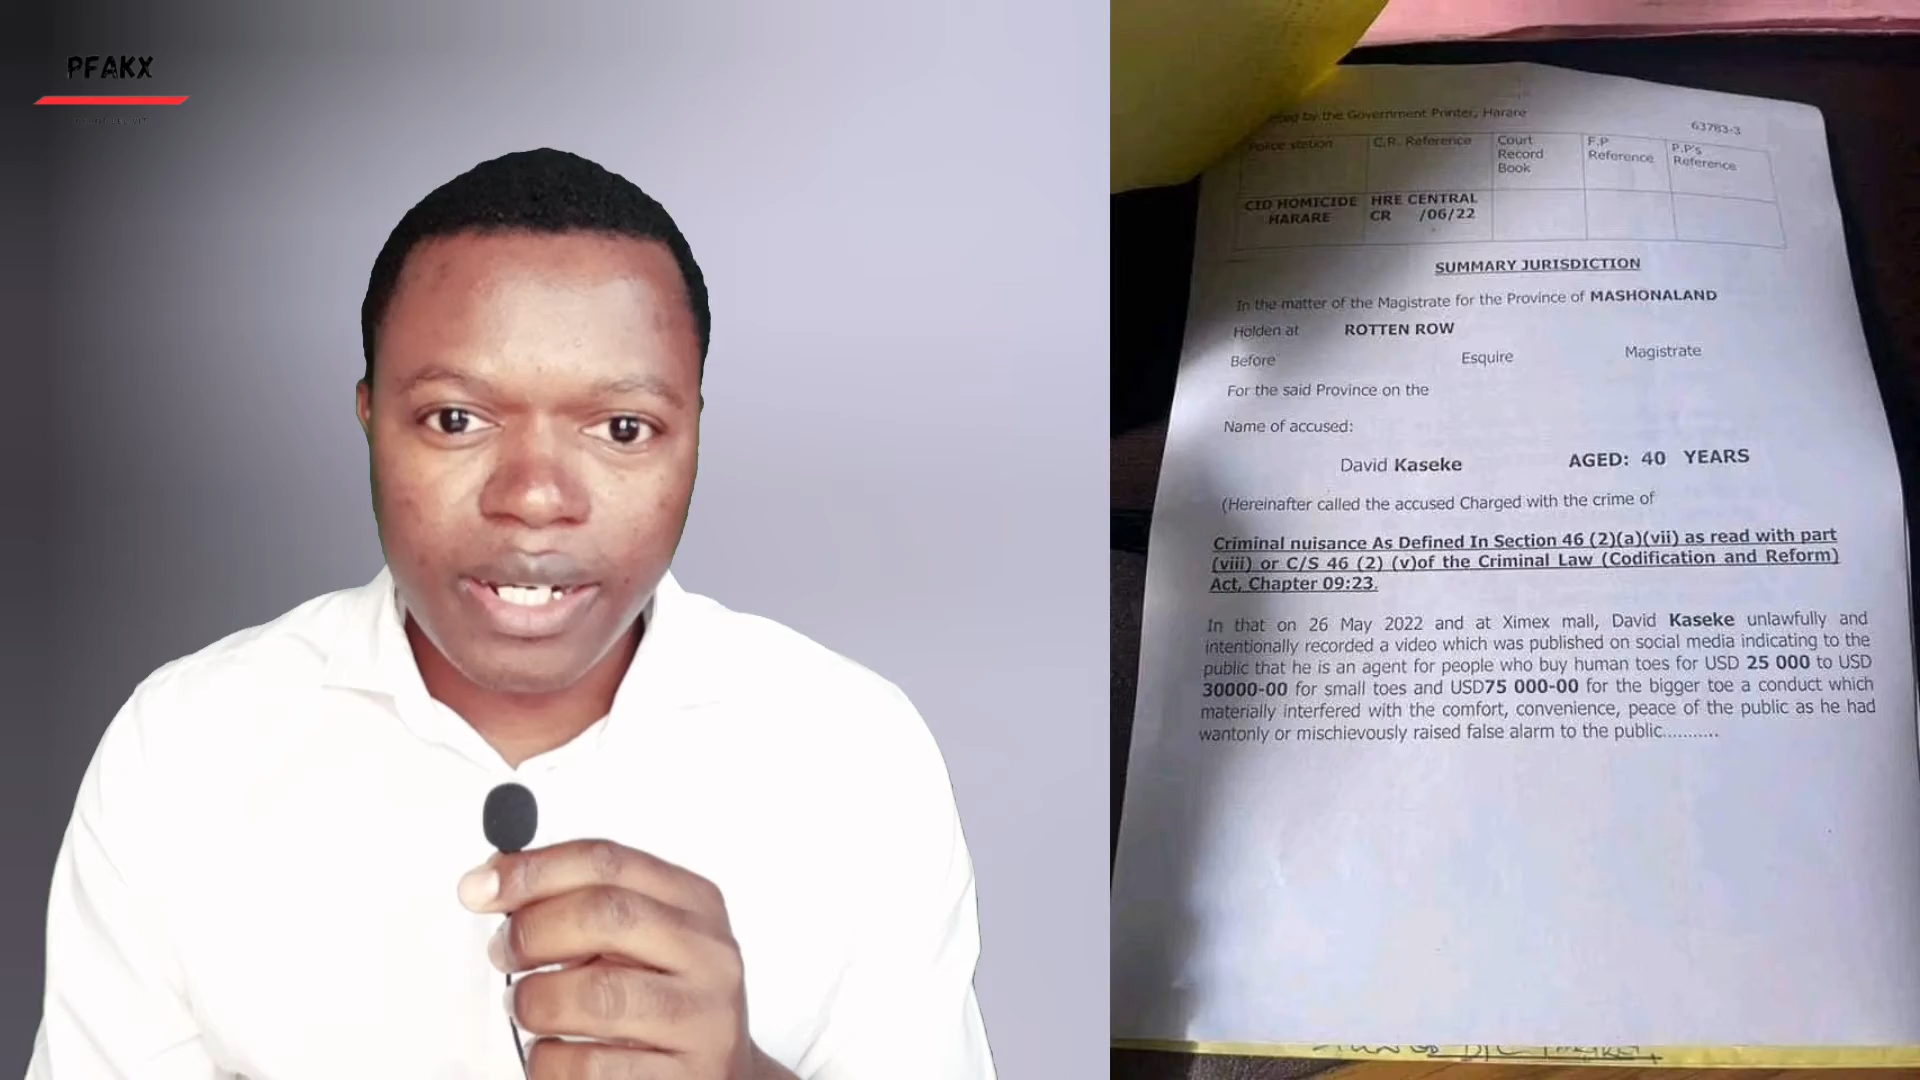 PFAKX
by the Government Printer, Harare
63783-3
Police station
C.R. Reference
Court Record Book
F.P Reference
P.P's Reference
CID HOMICIDE HARARE
HRE CENTRAL CR /06/22
SUMMARY JURISDICTION
In the matter of the Magistrate for the Province of MASHONALAND
Holden at ROTTEN ROW
Before Esquire Magistrate
For the said Province on the
Name of accused:
David Kaseke AGED: 40 YEARS
(Hereinafter called the accused Charged with the crime of
Criminal nuisance As Defined In Section 46 (2)(a)(vii) as read with part
(viii) or C/S 46 (2) (v)of the Criminal Law (Codification and Reform)
Act, Chapter 09:23.
In that on 26 May 2022 and at Ximex mall, David Kaseke unlawfully and
intentionally recorded a video which was published on social media indicating to the
public that he is an agent for people who buy human toes for USD 25 000 to USD
30000-00 for small toes and USD75 000-00 for the bigger toe a conduct which
materially interfered with the comfort, convenience, peace of the public as he had
wantonly or mischievously raised false alarm to the public...........